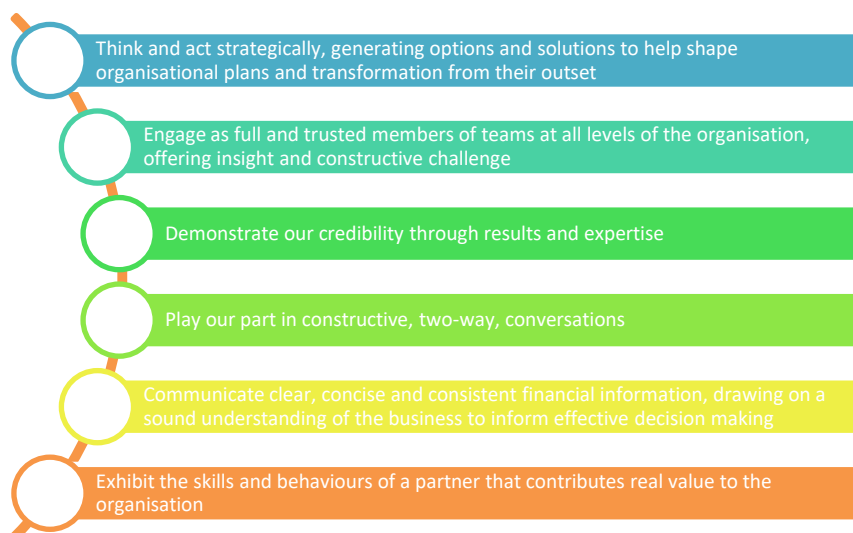 Think and act strategically, generating options and solutions to help shape
organisational plans and transformation from their outset
Engage as full and trusted members of teams at all levels of the organisation,
offering insight and constructive challenge
Demonstrate our credibility through results and expertise
Play our part in constructive, two-way, conversations
Communicate clear, concise and consistent financial information, drawing on a
sound understanding of the business to inform effective decision making
Exhibit the skills and behaviours of a partner that contributes real value to the
organisation